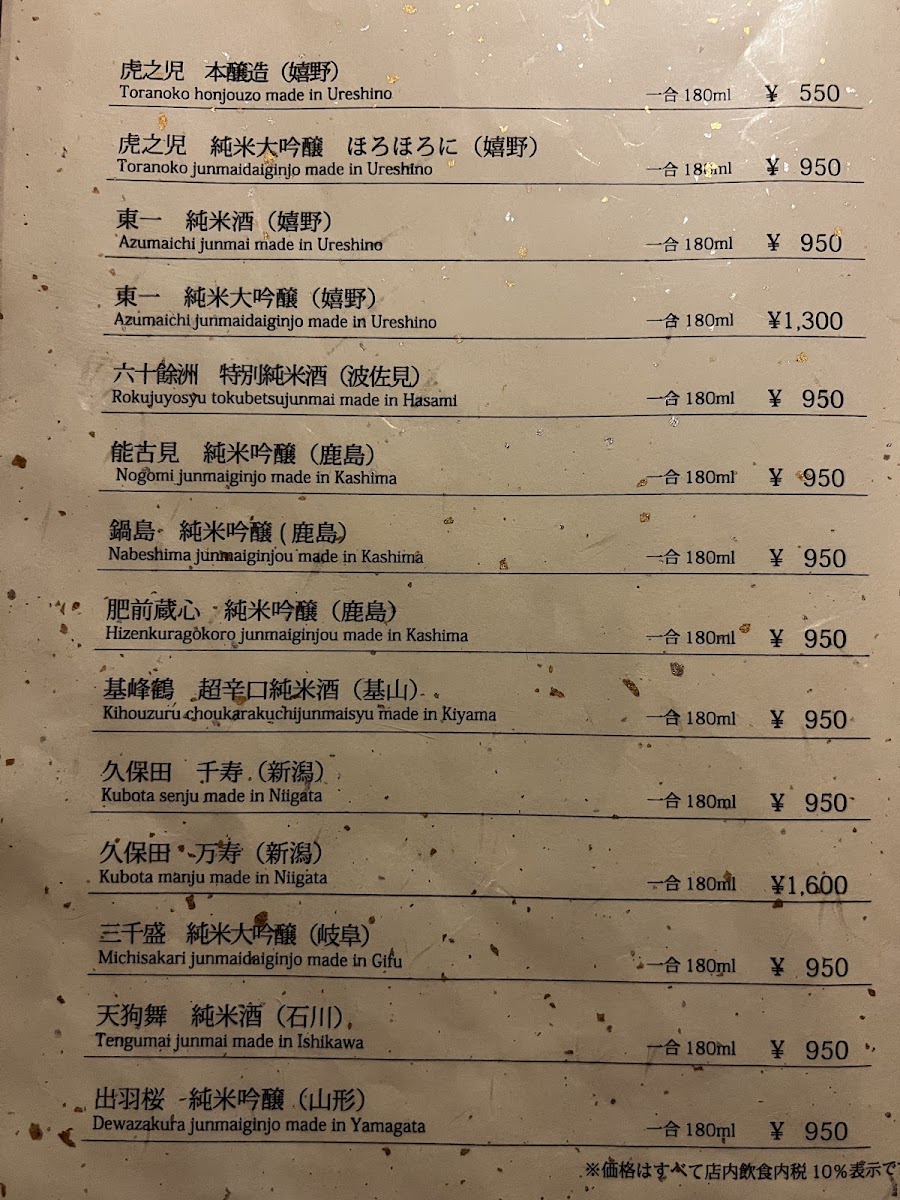 虎之児 本醸造（嬉野）
Toranoko honjouzo made in Ureshino 一合 180ml ¥ 550
虎之児 純米大吟醸 ほろほろに（嬉野）
Toranoko junmaidaiginjo made in Ureshino 一合 180ml ¥ 950
東一 純米酒（嬉野）
Azumaichi junmai made in Ureshino 一合 180ml ¥ 950
東一 純米大吟醸（嬉野）
Azumaichi junmaidaiginjo made in Ureshino 一合 180ml ¥1,300
六十餘洲 特別純米酒（波佐見）
Rokujuyosyu tokubetsujunmai made in Hasami 一合 180ml ¥ 950
能古見 純米吟醸（鹿島）
Nogomi junmaiginjo made in Kashima 一合 180ml ¥ 950
鍋島 純米吟醸（鹿島）
Nabeshima junmaiginjou made in Kashima 一合 180ml ¥ 950
肥前蔵心 純米吟醸（鹿島）
Hizenkuragokoro junmaiginjou made in Kashima 一合 180ml ¥ 950
基峰鶴 超辛口純米酒（基山）
Kihouzuru choukarakuchijunmaisyu made in Kiyama 一合 180ml ¥ 950
久保田 千寿（新潟）
Kubota senju made in Niigata 一合 180ml ¥ 950
久保田 万寿（新潟）
Kubota manju made in Niigata 一合 180ml ¥1,600
三千盛 純米大吟醸（岐阜）
Michisakari junmaidaiginjo made in Gifu 一合 180ml ¥ 950
天狗舞 純米酒（石川）
Tengumai junmai made in Ishikawa 一合 180ml ¥ 950
出羽桜 純米吟醸（山形）
Dewazakura junmaiginjo made in Yamagata 一合 180ml ¥ 950
※価格はすべて店内飲食内税10％表示で